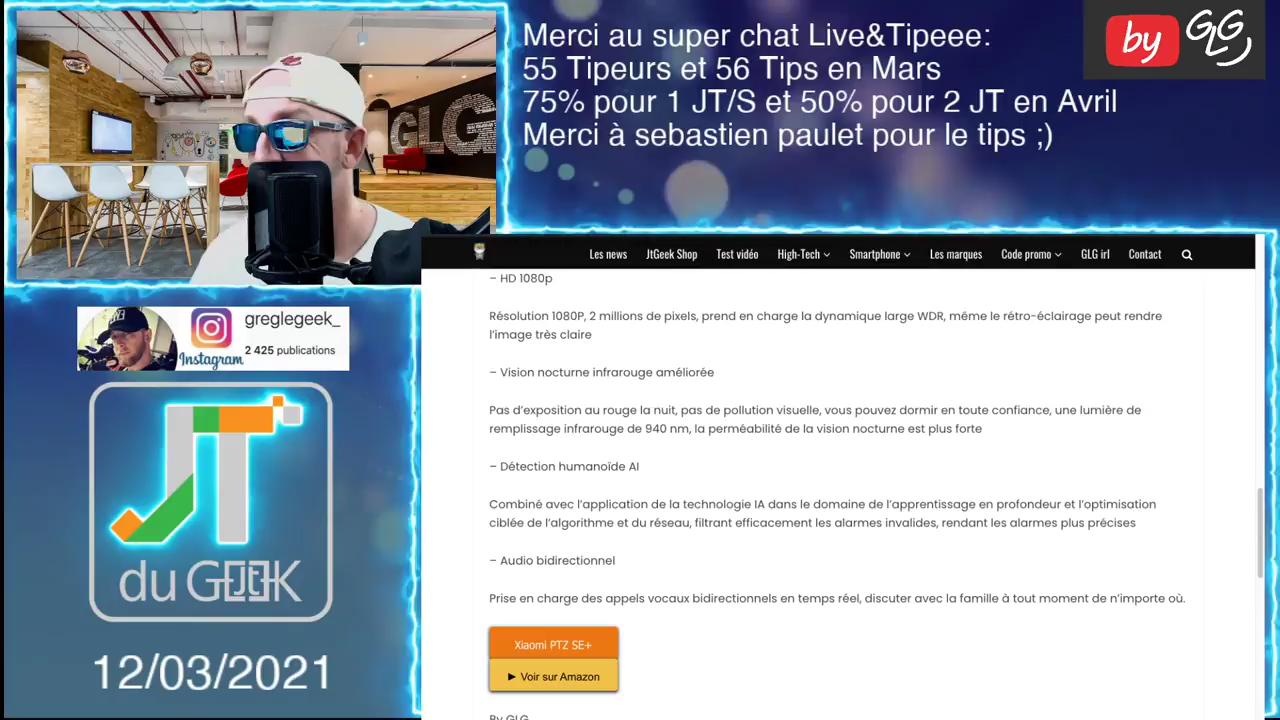 Merci au super chat Live&Tipeee:
55 Tipeurs et 56 Tips en Mars
75% pour 1 JT/S et 50% pour 2 JT en Avril
Merci à sebastien paulet pour le tips ;)
by GLG
GLG
Les news JtGeek Shop Test vidéo High-Tech Smartphone Les marques Code promo GLG irl Contact
– HD 1080p
Résolution 1080P, 2 millions de pixels, prend en charge la dynamique large WDR, même le rétro-éclairage peut rendre
l’image très claire
– Vision nocturne infrarouge améliorée
Pas d’exposition au rouge la nuit, pas de pollution visuelle, vous pouvez dormir en toute confiance, une lumière de
remplissage infrarouge de 940 nm, la perméabilité de la vision nocturne est plus forte
– Détection humanoïde AI
Combiné avec l’application de la technologie IA dans le domaine de l’apprentissage en profondeur et l’optimisation
ciblée de l’algorithme et du réseau, filtrant efficacement les alarmes invalides, rendant les alarmes plus précises
– Audio bidirectionnel
Prise en charge des appels vocaux bidirectionnels en temps réel, discuter avec la famille à tout moment de n’importe où.
Xiaomi PTZ SE+
► Voir sur Amazon
By GLG
greglegeek_
2 425 publications
Instagram
JT
du GEEK
12/03/2021